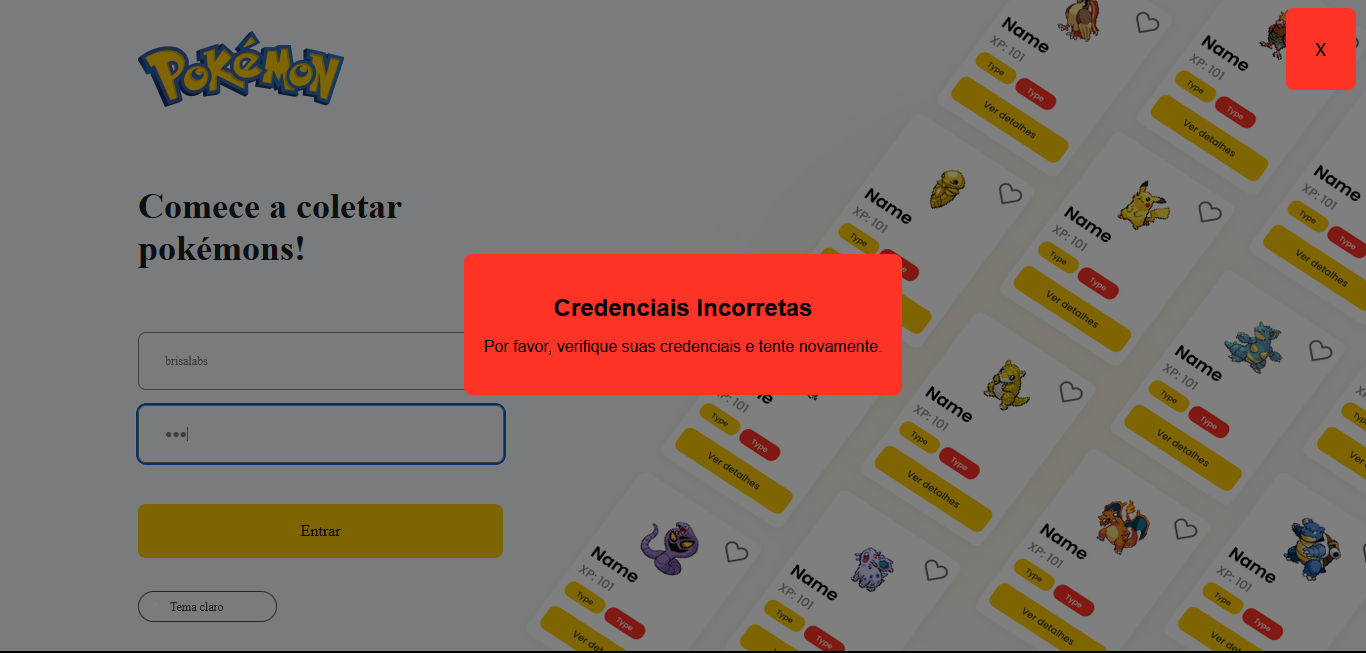 POKÉMON
X
Comece a coletar
pokémons!
brisalabs
Entrar
Tema claro
Credenciais Incorretas
Por favor, verifique suas credenciais e tente novamente.
Name
XP: 101
Type
Type
Ver detalhes
Name
XP: 101
Type
Type
Ver detalhes
Name
XP: 101
Type
Type
Ver detalhes
Name
XP: 101
Type
Type
Ver detalhes
Name
XP: 101
Type
Type
Ver detalhes
Name
XP: 101
Type
Type
Ver detalhes
Name
XP: 101
Type
Type
Ver detalhes
Type
Type
Ver detalhes
Name
XP: 101
Type
Type
Ver detalhes
Name
XP: 101
Type
Type
Ver detalhes
Name
XP: 101
Type
Type
Ver detalhes
Name
XP: 101
Type
Type
Ver detalhes